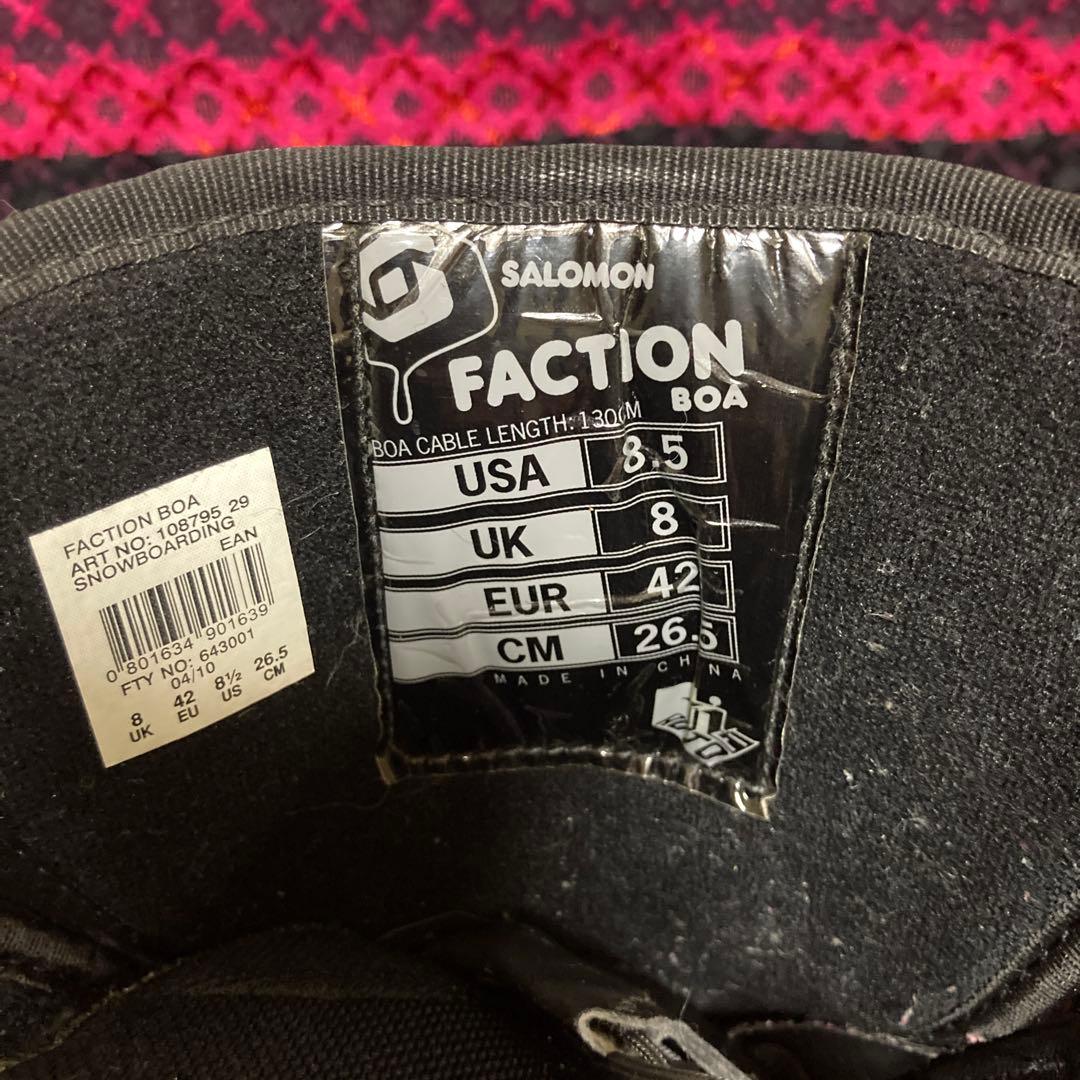 SALOMON
FACTION
BOA
BOA CABLE LENGTH: 130CM
USA 8.5
UK 8
EUR 42
CM 26.5
MADE IN CHINA
FACTION BOA
ART NO: 108795 29
SNOWBOARDING
EAN
0 801634 901639
FTY NO: 643001
04/10
8 42 8½ 26.5
UK EU US CM